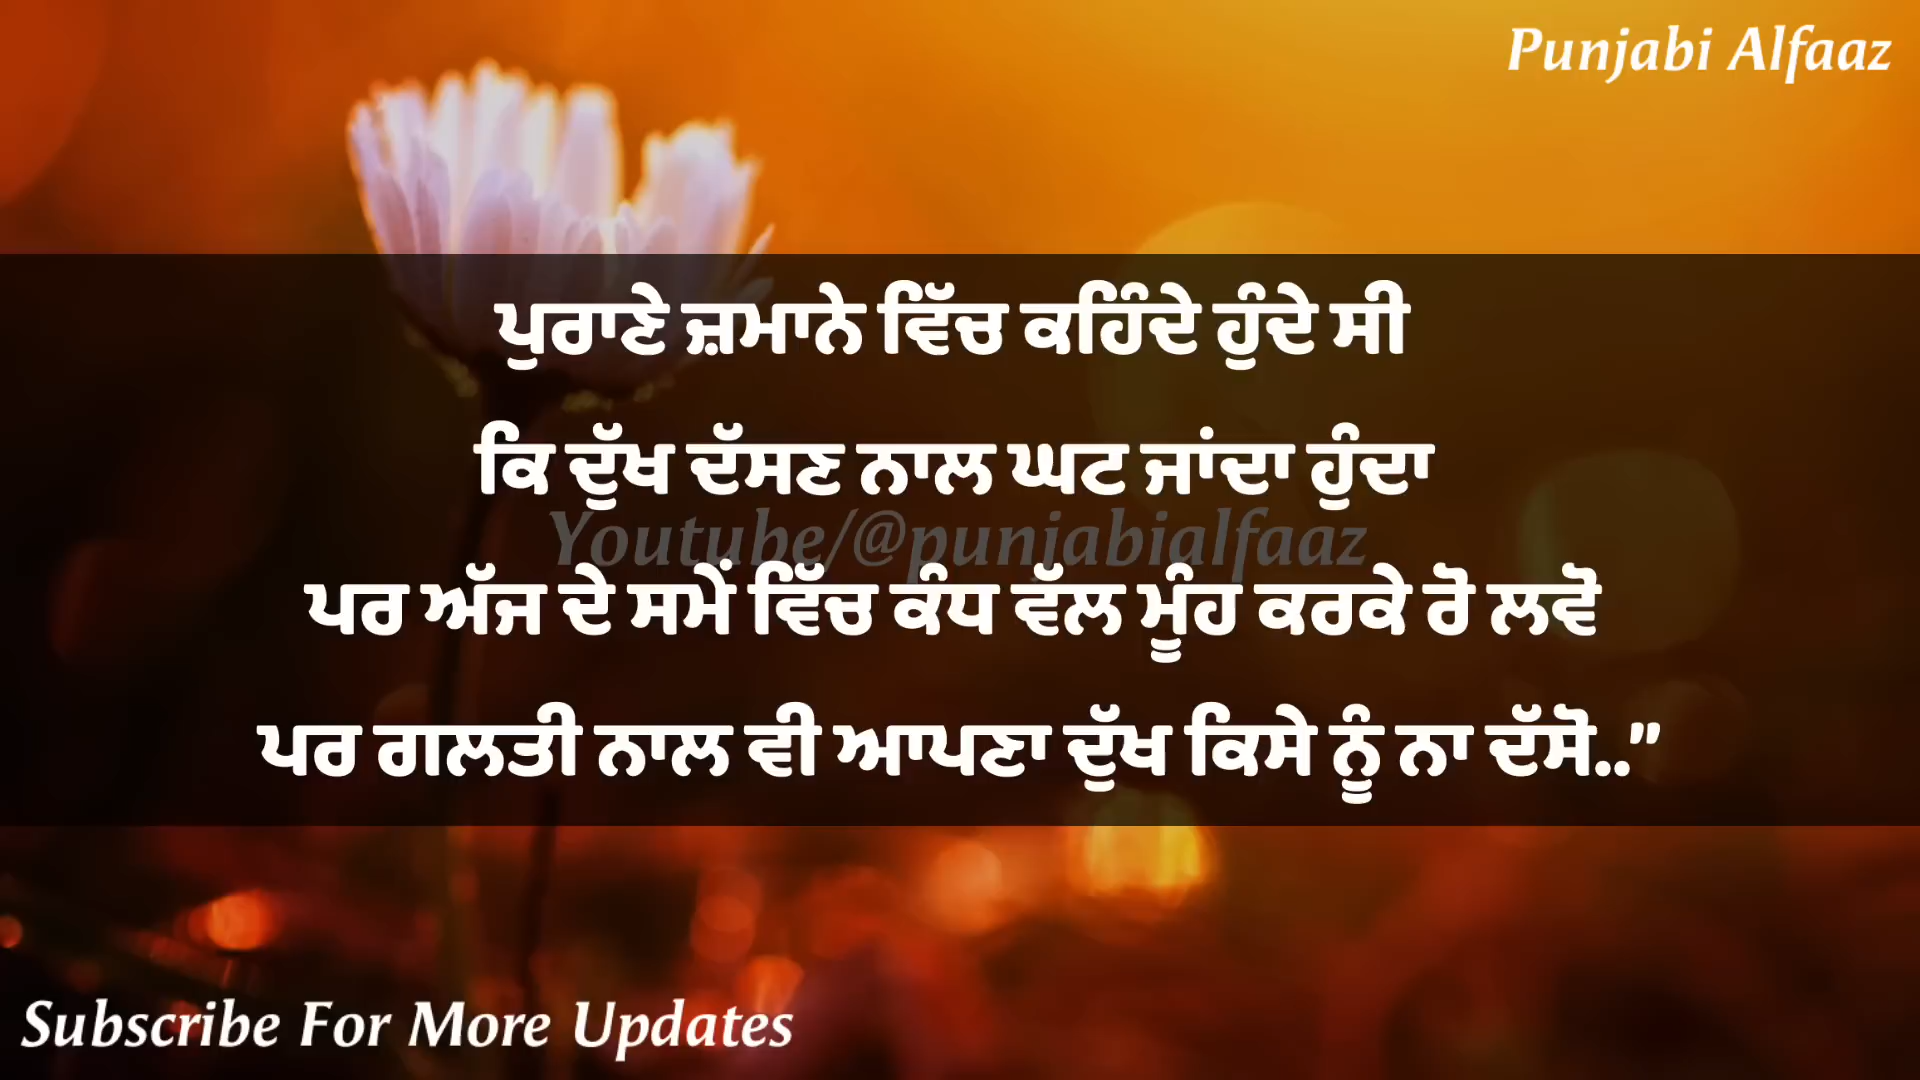 Punjabi Alfaaz
ਪੁਰਾਣੇ ਜ਼ਮਾਨੇ ਵਿੱਚ ਕਹਿੰਦੇ ਹੁੰਦੇ ਸੀ
ਕਿ ਦੁੱਖ ਦੱਸਣ ਨਾਲ ਘਟ ਜਾਂਦਾ ਹੁੰਦਾ
Youtube/@punjabialfaaz
ਪਰ ਅੱਜ ਦੇ ਸਮੇਂ ਵਿੱਚ ਕੰਧ ਵੱਲ ਮੂੰਹ ਕਰਕੇ ਰੋ ਲਵੋ
ਪਰ ਗਲਤੀ ਨਾਲ ਵੀ ਆਪਣਾ ਦੁੱਖ ਕਿਸੇ ਨੂੰ ਨਾ ਦੱਸੋ.."
Subscribe For More Updates